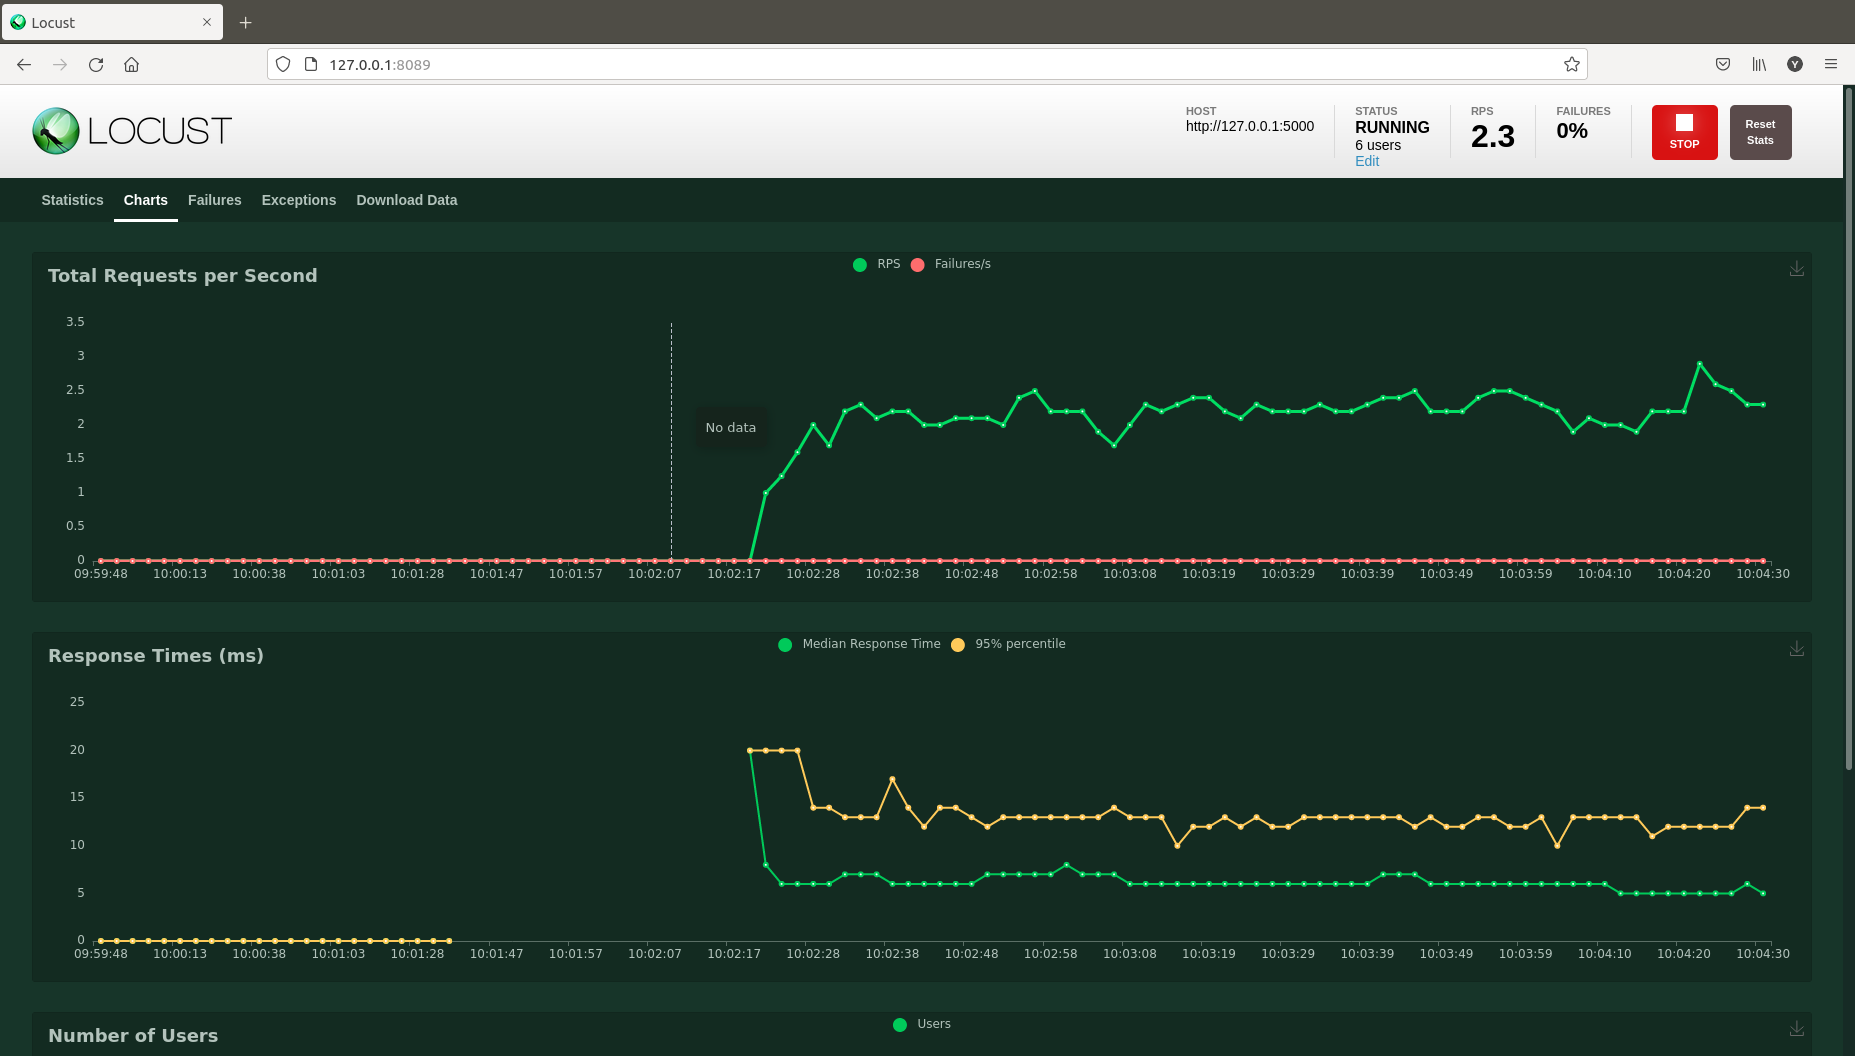 Locust
127.0.0.1:8089
Y
LOCUST
HOST
http://127.0.0.1:5000
STATUS
RUNNING
6 users
Edit
RPS
2.3
FAILURES
0%
STOP
Reset
Stats
Statistics Charts Failures Exceptions Download Data
Total Requests per Second
RPS Failures/s
3.5
3
2.5
2
1.5
1
0.5
0
No data
09:59:48 10:00:13 10:00:38 10:01:03 10:01:28 10:01:47 10:01:57 10:02:07 10:02:17 10:02:28 10:02:38 10:02:48 10:02:58 10:03:08 10:03:19 10:03:29 10:03:39 10:03:49 10:03:59 10:04:10 10:04:20 10:04:30
Response Times (ms)
Median Response Time 95% percentile
25
20
15
10
5
0
09:59:48 10:00:13 10:00:38 10:01:03 10:01:28 10:01:47 10:01:57 10:02:07 10:02:17 10:02:28 10:02:38 10:02:48 10:02:58 10:03:08 10:03:19 10:03:29 10:03:39 10:03:49 10:03:59 10:04:10 10:04:20 10:04:30
Number of Users
Users